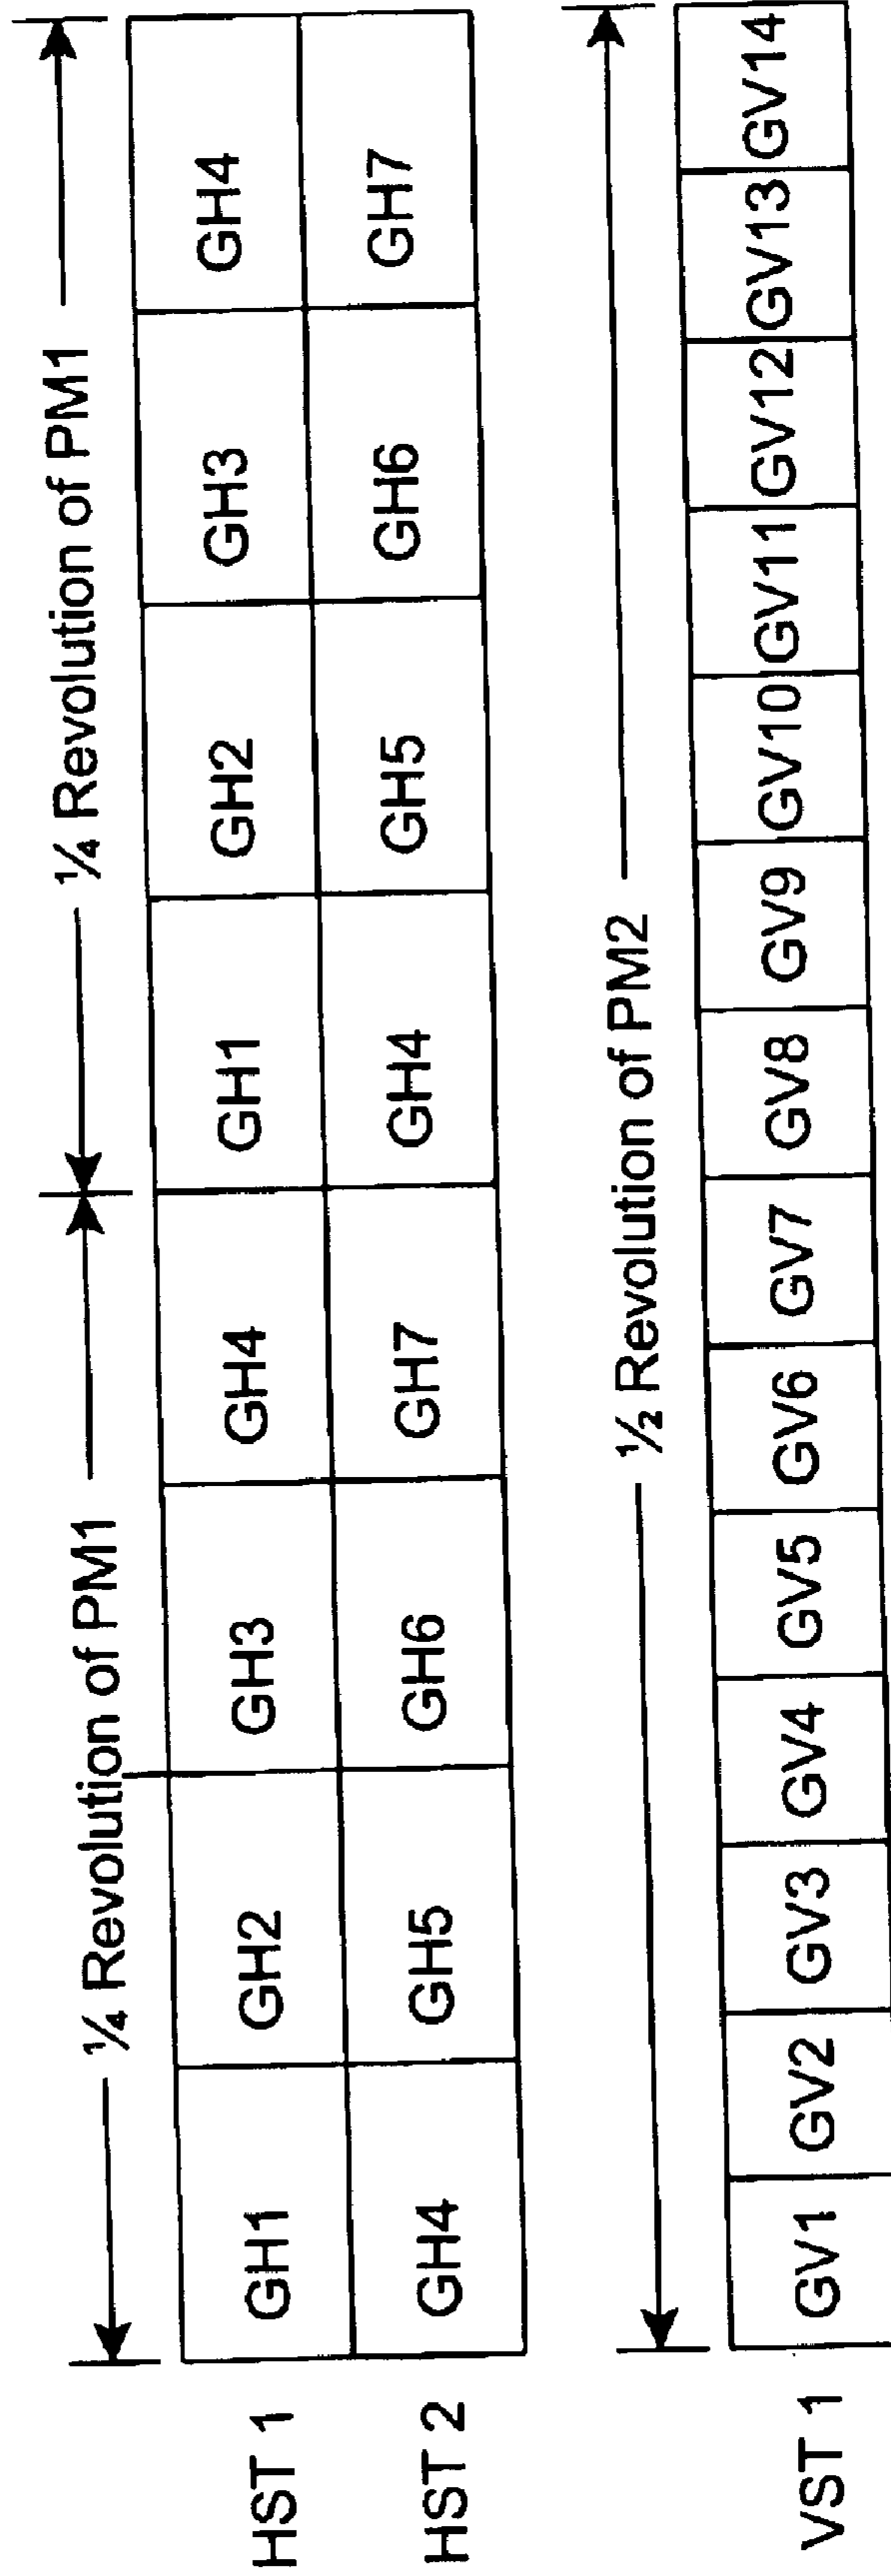 ¼ Revolution of PM1 ¼ Revolution of PM1
HST 1 GH1 GH2 GH3 GH4 GH1 GH2 GH3 GH4
HST 2 GH4 GH5 GH6 GH7 GH4 GH5 GH6 GH7
½ Revolution of PM2
VST 1 GV1 GV2 GV3 GV4 GV5 GV6 GV7 GV8 GV9 GV10 GV11 GV12 GV13 GV14